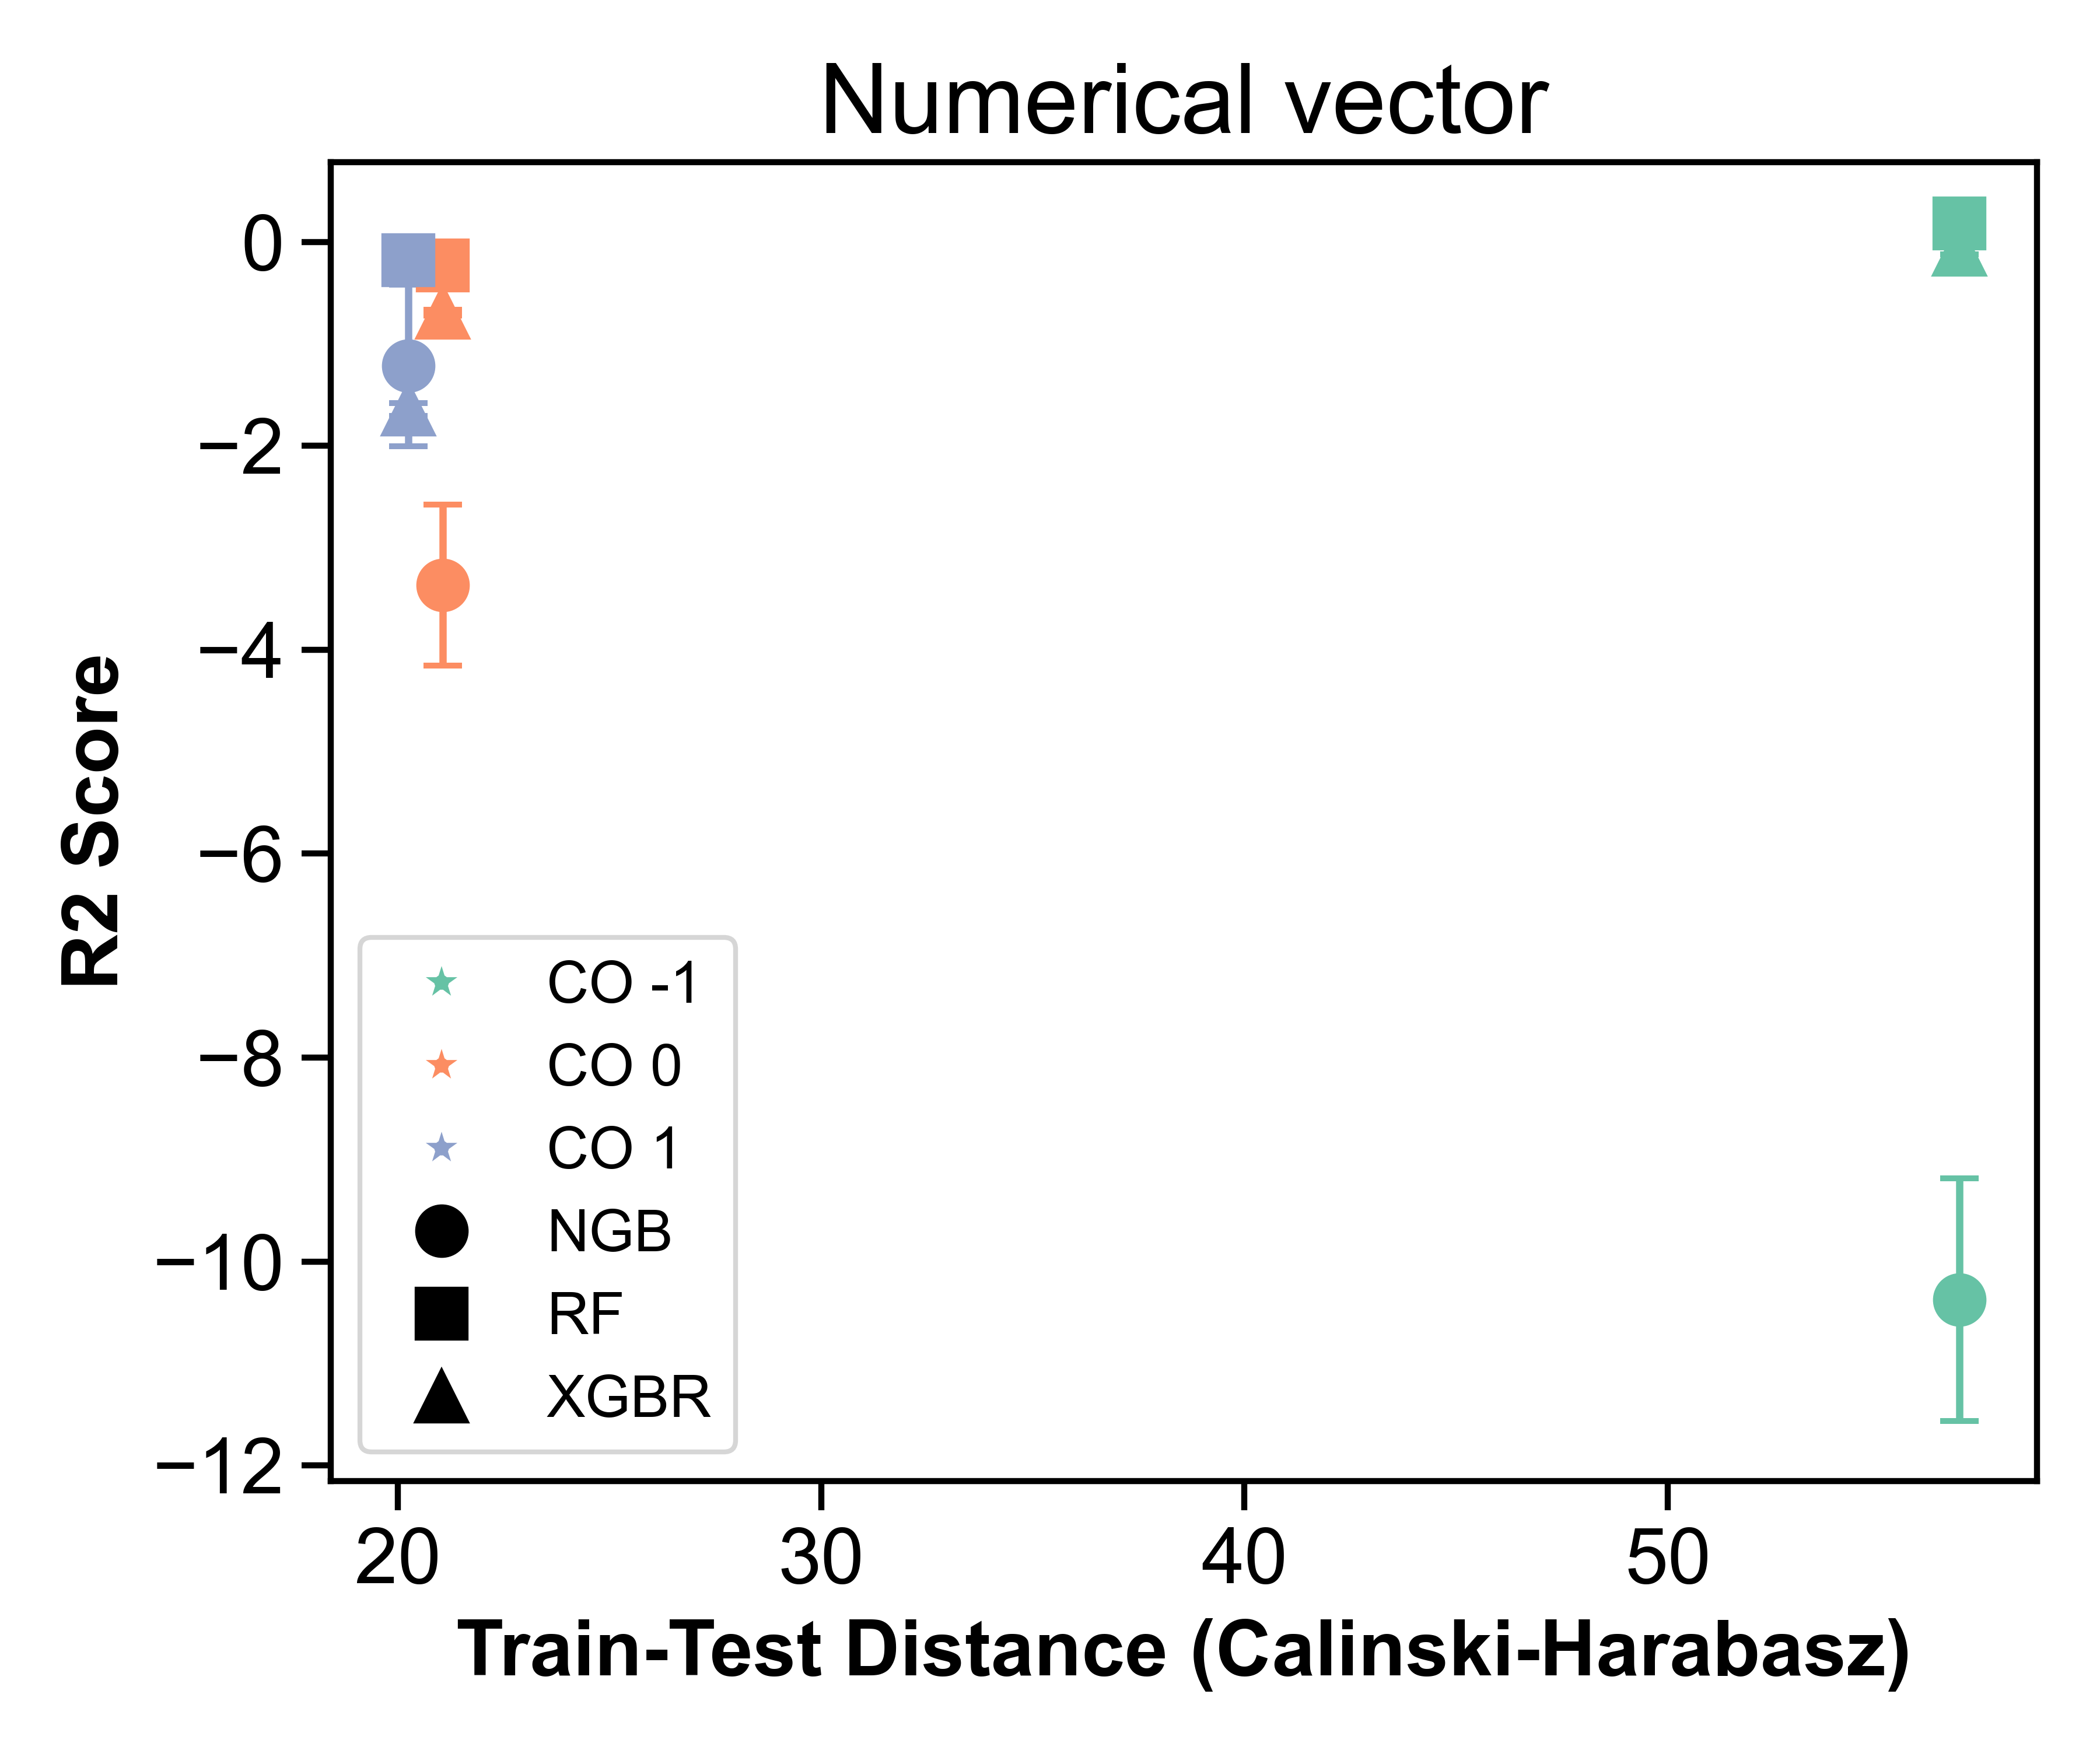 Numerical vector
0
−2
−4
−6
−8
−10
−12
R2 Score
CO -1
CO 0
CO 1
NGB
RF
XGBR
20 30 40 50
Train-Test Distance (Calinski-Harabasz)